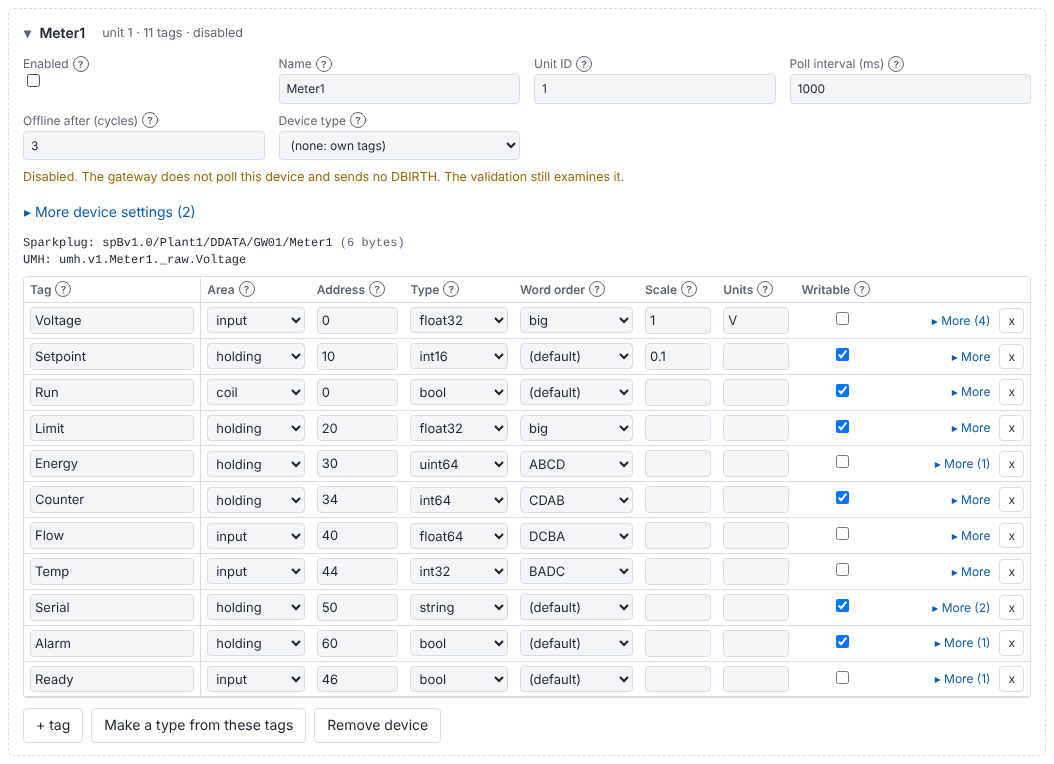 ▾ Meter1 unit 1 · 11 tags · disabled
Enabled ? Name ? Unit ID ? Poll interval (ms) ?
Meter1 1 1000
Offline after (cycles) ? Device type ?
3 (none: own tags)
Disabled. The gateway does not poll this device and sends no DBIRTH. The validation still examines it.
▸ More device settings (2)
Sparkplug: spBv1.0/Plant1/DDATA/GW01/Meter1 (6 bytes)
UMH: umh.v1.Meter1._raw.Voltage
Tag ? Area ? Address ? Type ? Word order ? Scale ? Units ? Writable ?
Voltage input 0 float32 big 1 V ▸ More (4) x
Setpoint holding 10 int16 (default) 0.1 ▸ More x
Run coil 0 bool (default) ▸ More x
Limit holding 20 float32 big ▸ More x
Energy holding 30 uint64 ABCD ▸ More (1) x
Counter holding 34 int64 CDAB ▸ More x
Flow input 40 float64 DCBA ▸ More x
Temp input 44 int32 BADC ▸ More x
Serial holding 50 string (default) ▸ More (2) x
Alarm holding 60 bool (default) ▸ More (1) x
Ready input 46 bool (default) ▸ More (1) x
+ tag Make a type from these tags Remove device